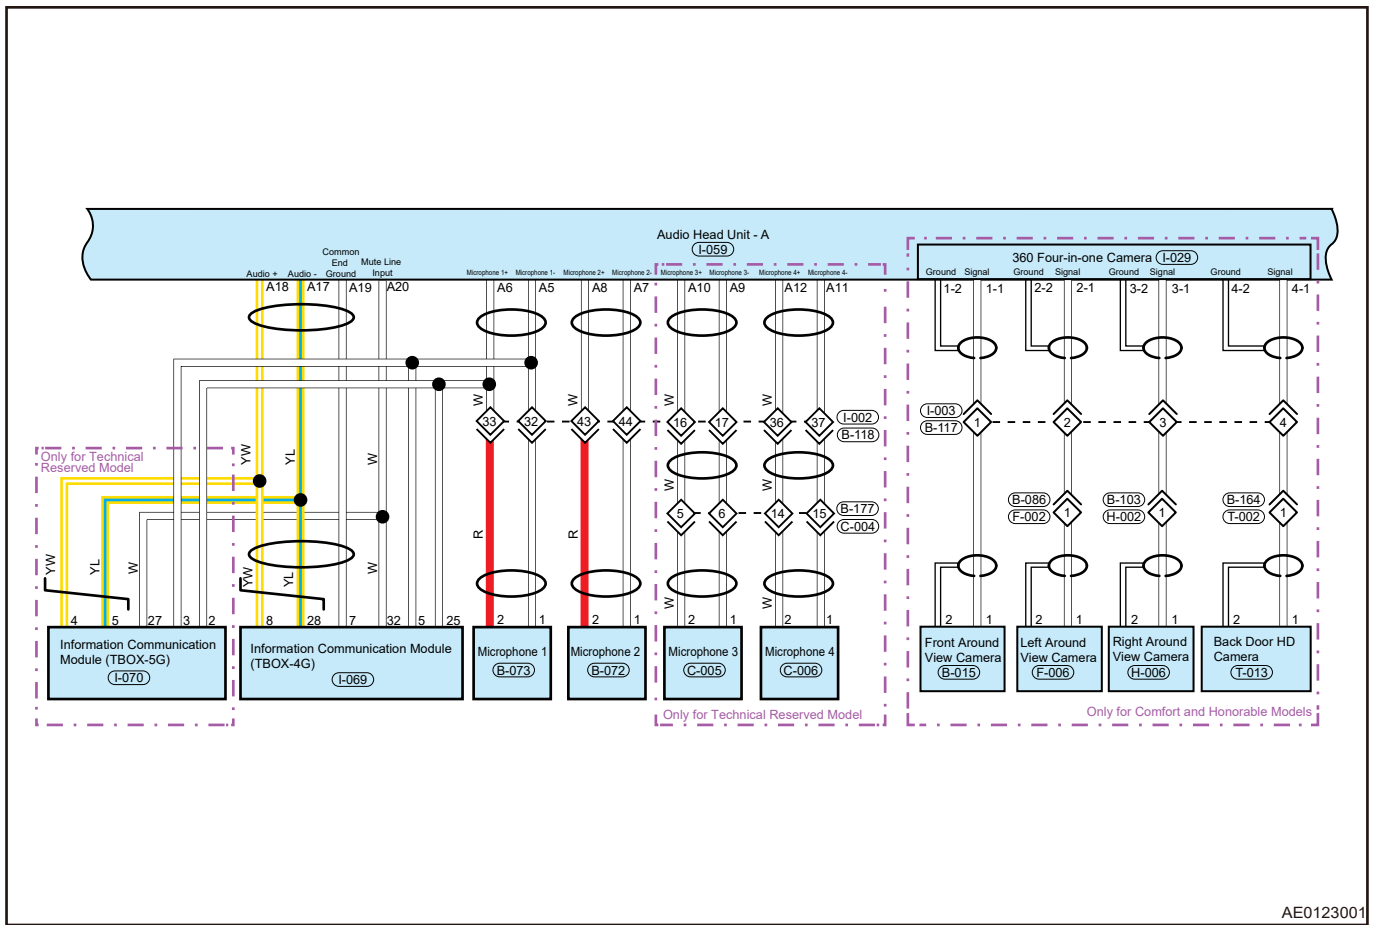 Audio Head Unit - A
I-059
360 Four-in-one Camera I-029
Common
End
Ground
Mute Line
Input
Audio +
Audio -
Microphone 1+
Microphone 1-
Microphone 2+
Microphone 2-
Microphone 3+
Microphone 3-
Microphone 4+
Microphone 4-
Ground Signal Ground Signal Ground Signal Ground Signal
A18 A17 A19 A20 A6 A5 A8 A7 A10 A9 A12 A11
1-2 1-1 2-2 2-1 3-2 3-1 4-2 4-1
W W W W
33 32 43 44 16 17 36 37
I-002
B-118
I-003
B-117
1 2 3 4
Only for Technical
Reserved Model
YW YL W
W W
5 6 14 15
B-177
C-004
B-086
F-002
1
B-103
H-002
1
B-164
T-002
1
R R
YW YL W YW YL W
W W
4 5 27 3 2
8 28 7 32 5 25
2 1 2 1 2 1 2 1
2 1 2 1 2 1 2 1
Information Communication
Module (TBOX-5G)
I-070
Information Communication Module
(TBOX-4G)
I-069
Microphone 1
B-073
Microphone 2
B-072
Microphone 3
C-005
Microphone 4
C-006
Front Around
View Camera
B-015
Left Around
View Camera
F-006
Right Around
View Camera
H-006
Back Door HD
Camera
T-013
Only for Technical Reserved Model
Only for Comfort and Honorable Models
AE0123001